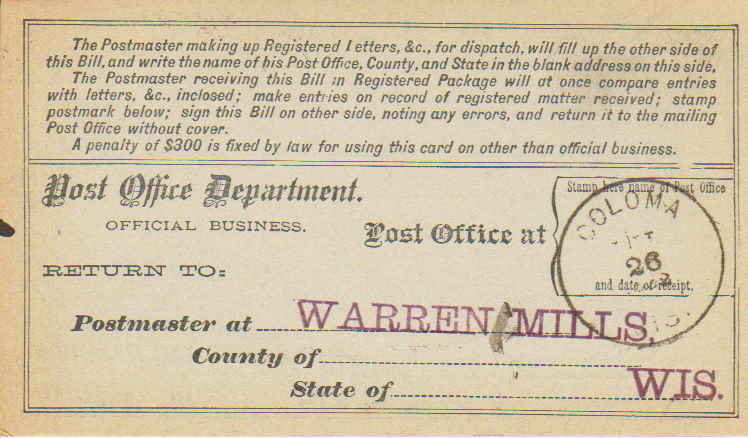 The Postmaster making up Registered Letters, &c., for dispatch, will fill up the other side of
this Bill, and write the name of his Post Office, County, and State in the blank address on this side.
The Postmaster receiving this Bill in Registered Package will at once compare entries
with letters, &c., inclosed; make entries on record of registered matter received; stamp
postmark below; sign this Bill on other side, noting any errors, and return it to the mailing
Post Office without cover.
A penalty of $300 is fixed by law for using this card on other than official business.
Post Office Department.
OFFICIAL BUSINESS.
Stamp here name of Post Office
COLOMA
Post Office at
26
and date of receipt.
RETURN TO:
Postmaster at WARREN MILLS,
County of
State of WIS.